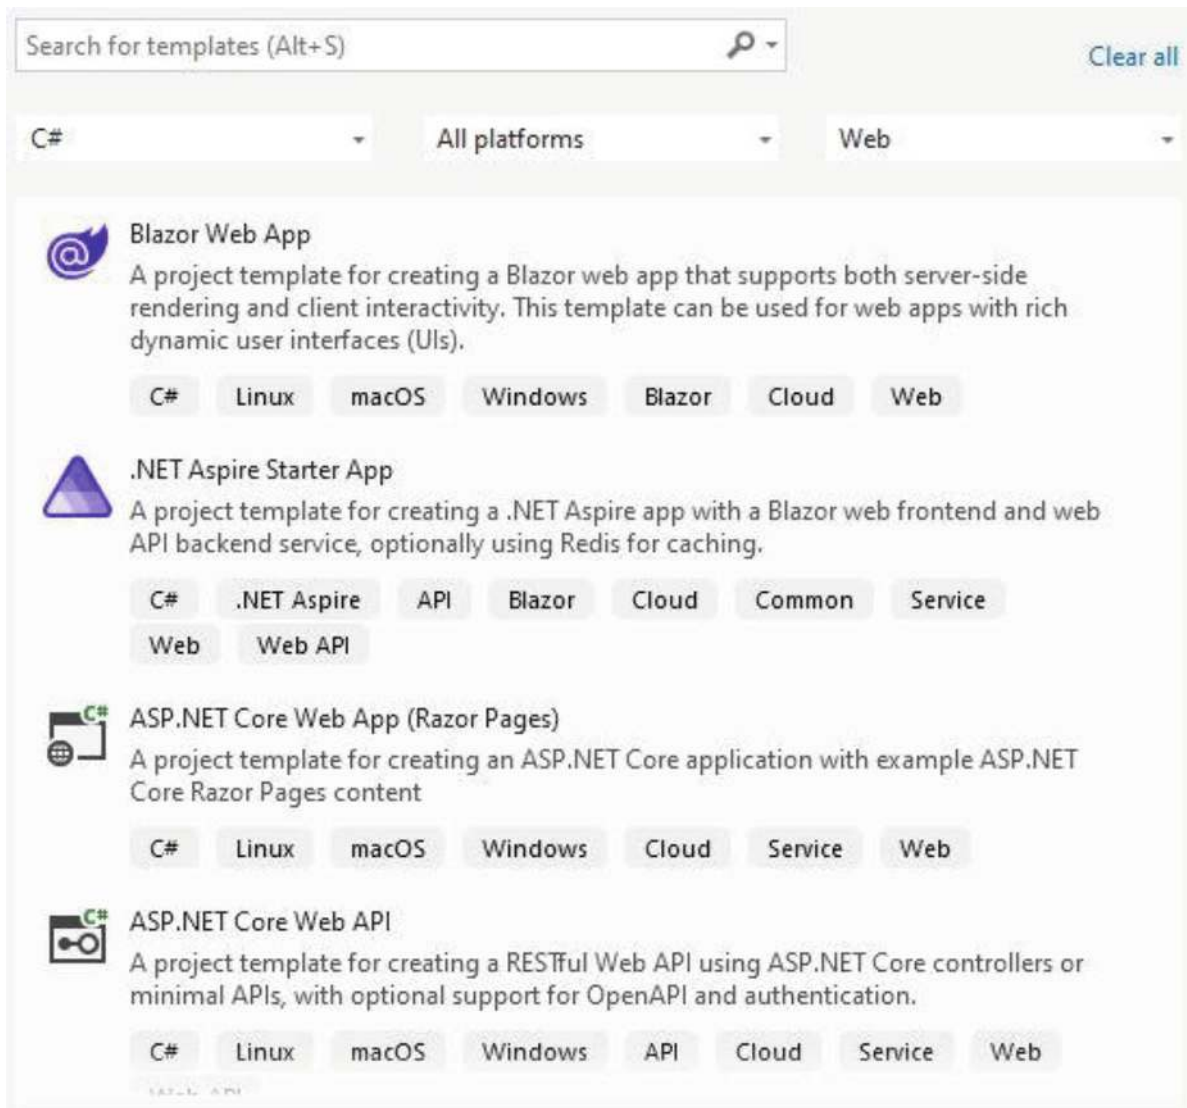 Search for templates (Alt+S)
Clear all
C#
All platforms
Web
Blazor Web App
A project template for creating a Blazor web app that supports both server-side
rendering and client interactivity. This template can be used for web apps with rich
dynamic user interfaces (UIs).
C# Linux macOS Windows Blazor Cloud Web
.NET Aspire Starter App
A project template for creating a .NET Aspire app with a Blazor web frontend and web
API backend service, optionally using Redis for caching.
C# .NET Aspire API Blazor Cloud Common Service
Web Web API
C#
ASP.NET Core Web App (Razor Pages)
A project template for creating an ASP.NET Core application with example ASP.NET
Core Razor Pages content
C# Linux macOS Windows Cloud Service Web
C#
ASP.NET Core Web API
A project template for creating a RESTful Web API using ASP.NET Core controllers or
minimal APIs, with optional support for OpenAPI and authentication.
C# Linux macOS Windows API Cloud Service Web
Web API